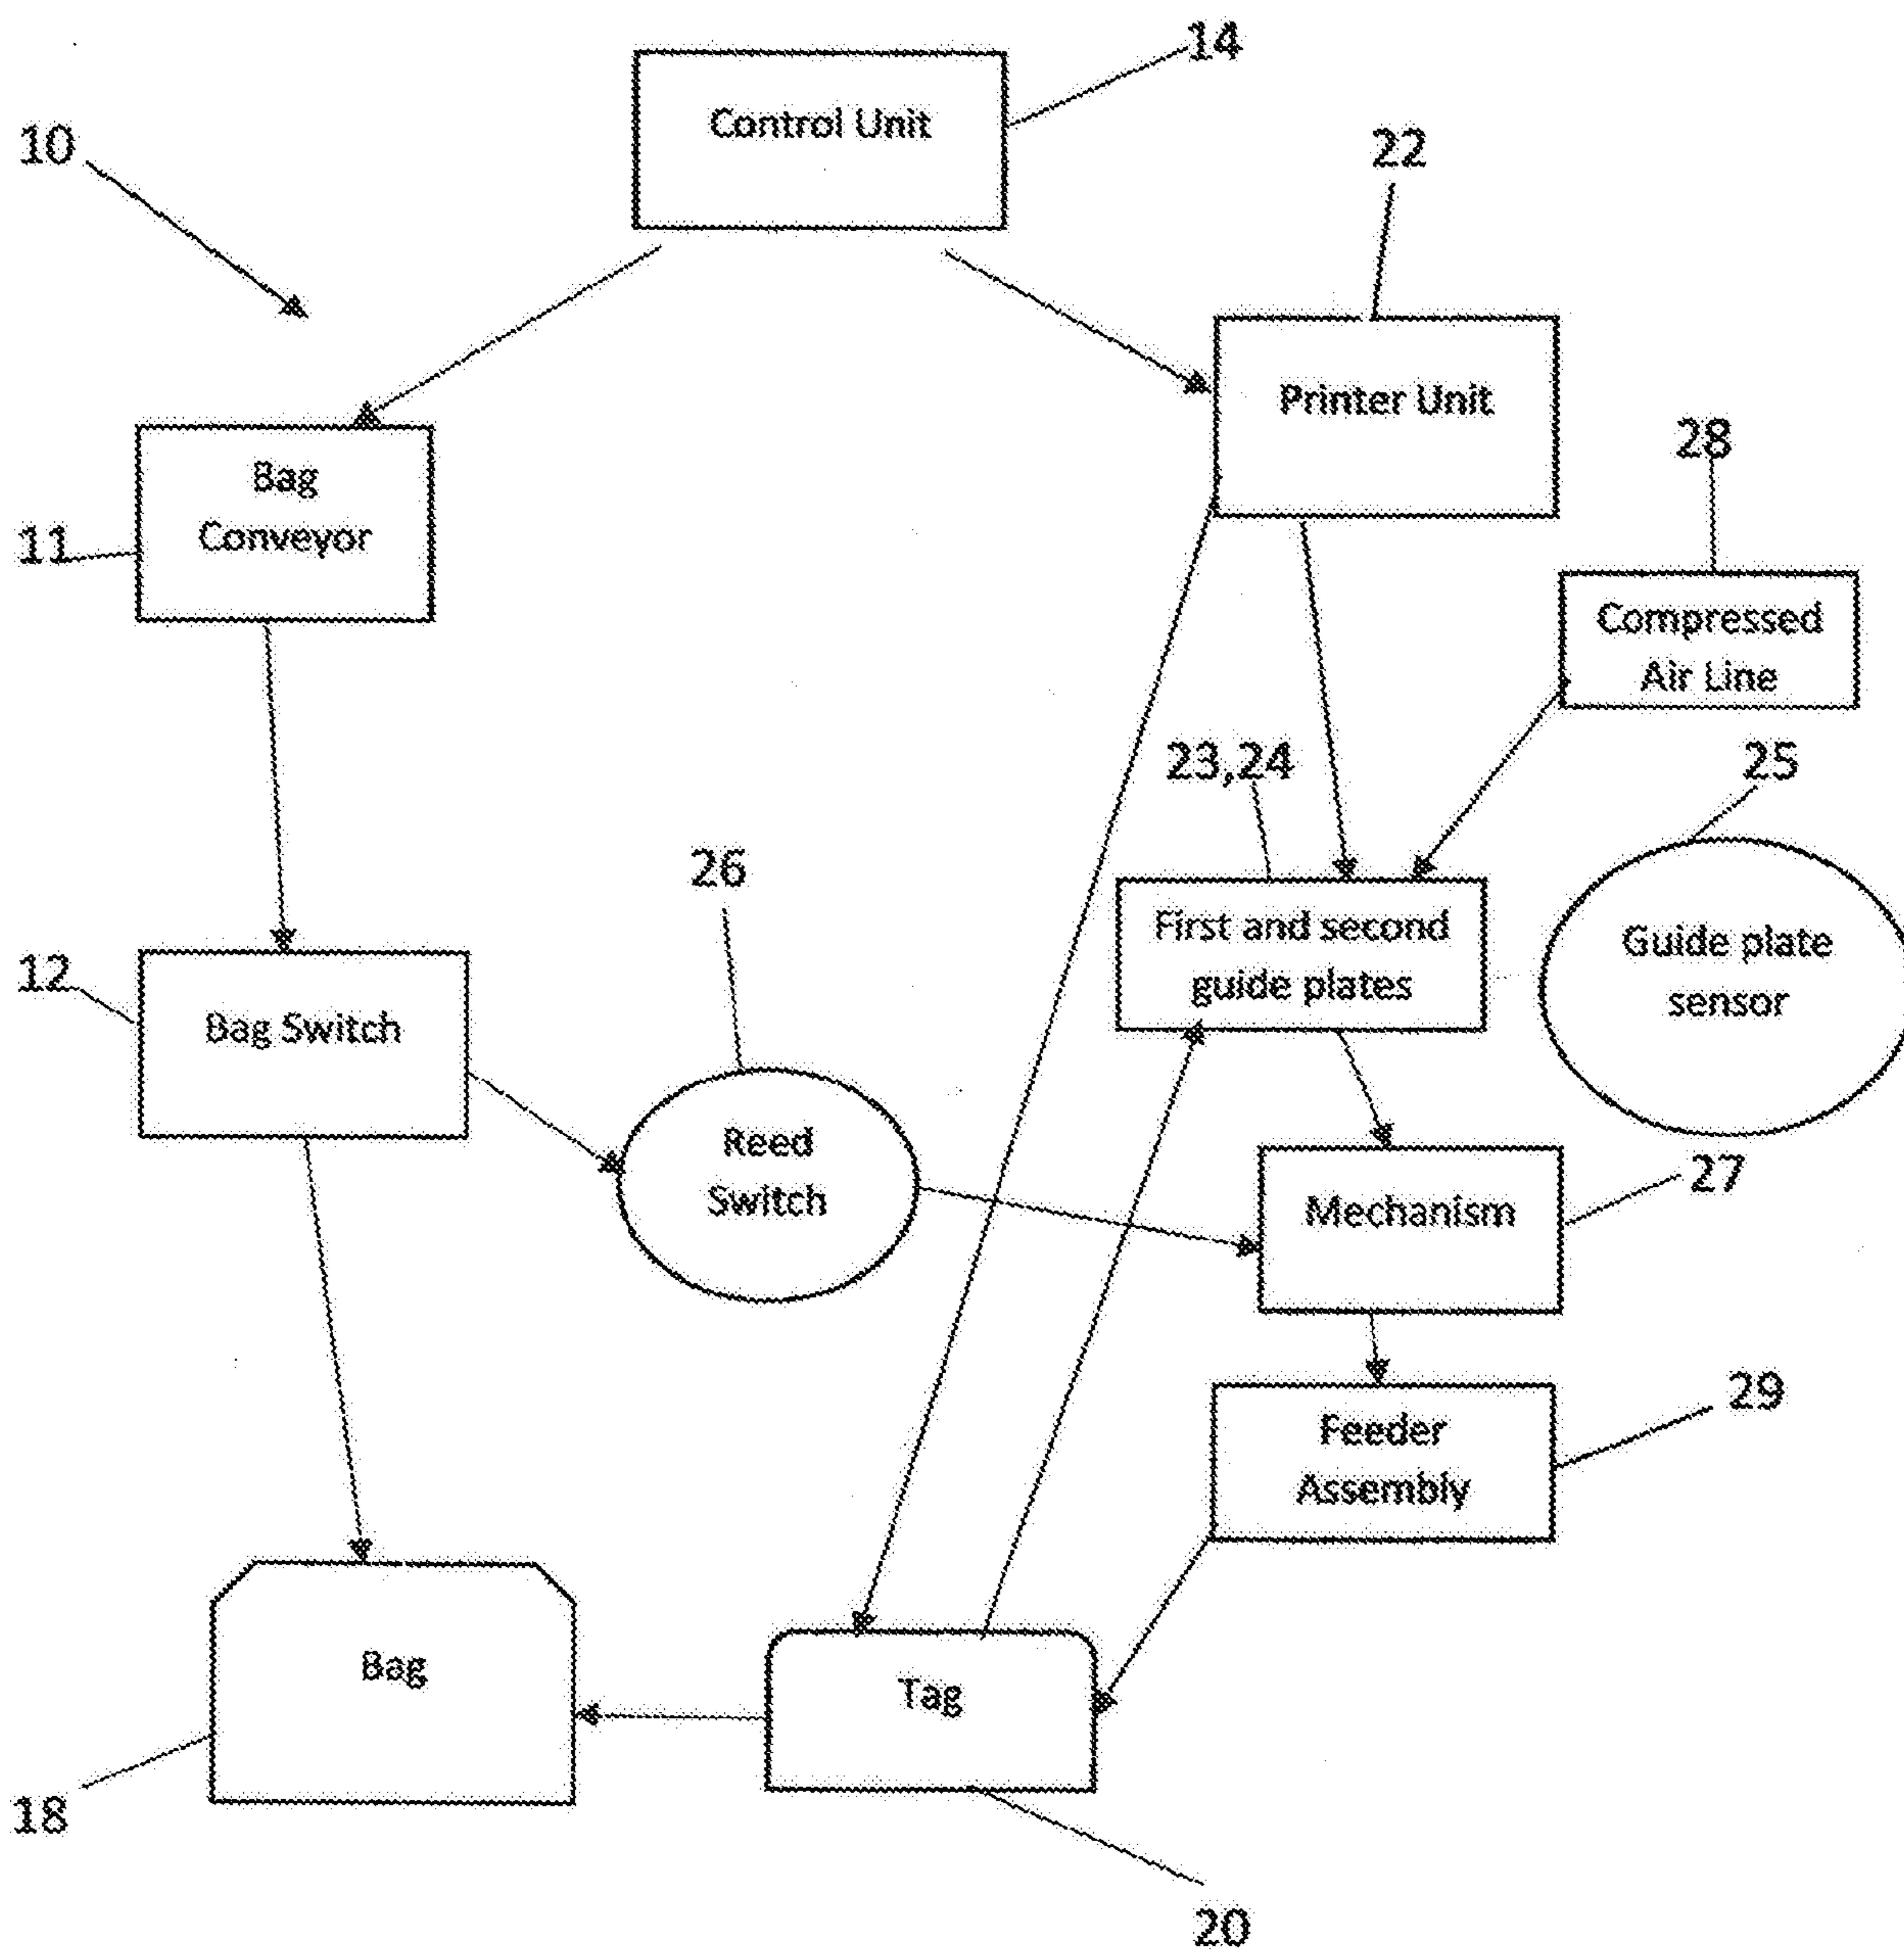 14
Control Unit
10
22
Printer Unit
28
Bag
Conveyor
11
Compressed
Air Line
23,24
25
26
First and second
guide plates
Guide plate
sensor
12
Bag Switch
Reed
Switch
27
Mechanism
29
Feeder
Assembly
Bag
Tag
18
20